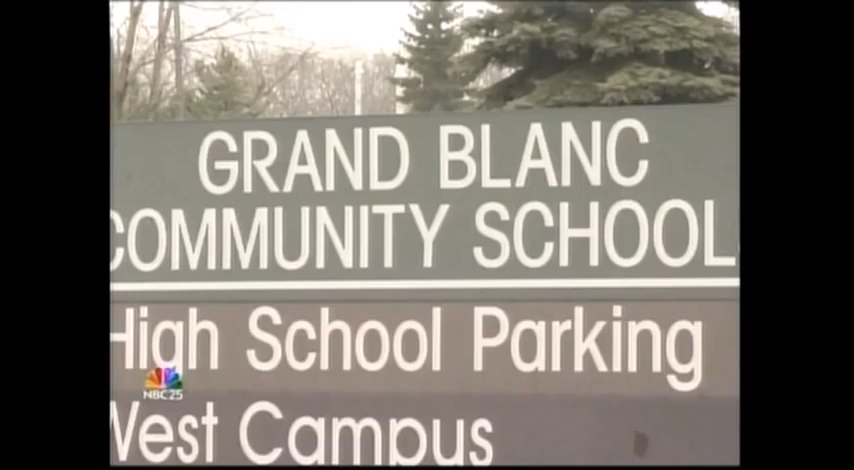 GRAND BLANC
COMMUNITY SCHOOL
High School Parking
NBC25
West Campus